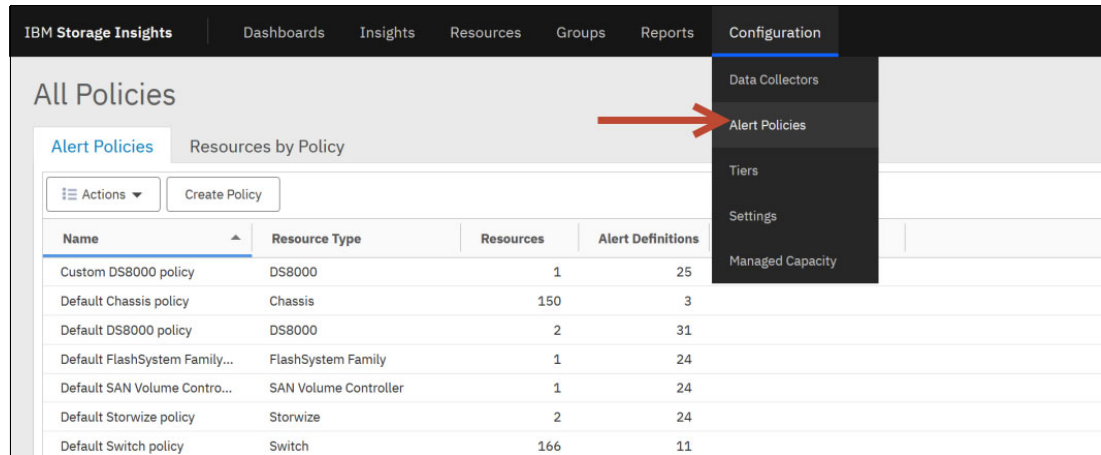 IBM Storage Insights Dashboards Insights Resources Groups Reports Configuration
Data Collectors
Alert Policies
Tiers
Settings
Managed Capacity
All Policies
Alert Policies Resources by Policy
Actions Create Policy
Name Resource Type Resources Alert Definitions
Custom DS8000 policy DS8000 1 25
Default Chassis policy Chassis 150 3
Default DS8000 policy DS8000 2 31
Default FlashSystem Family... FlashSystem Family 1 24
Default SAN Volume Contro... SAN Volume Controller 1 24
Default Storwize policy Storwize 2 24
Default Switch policy Switch 166 11